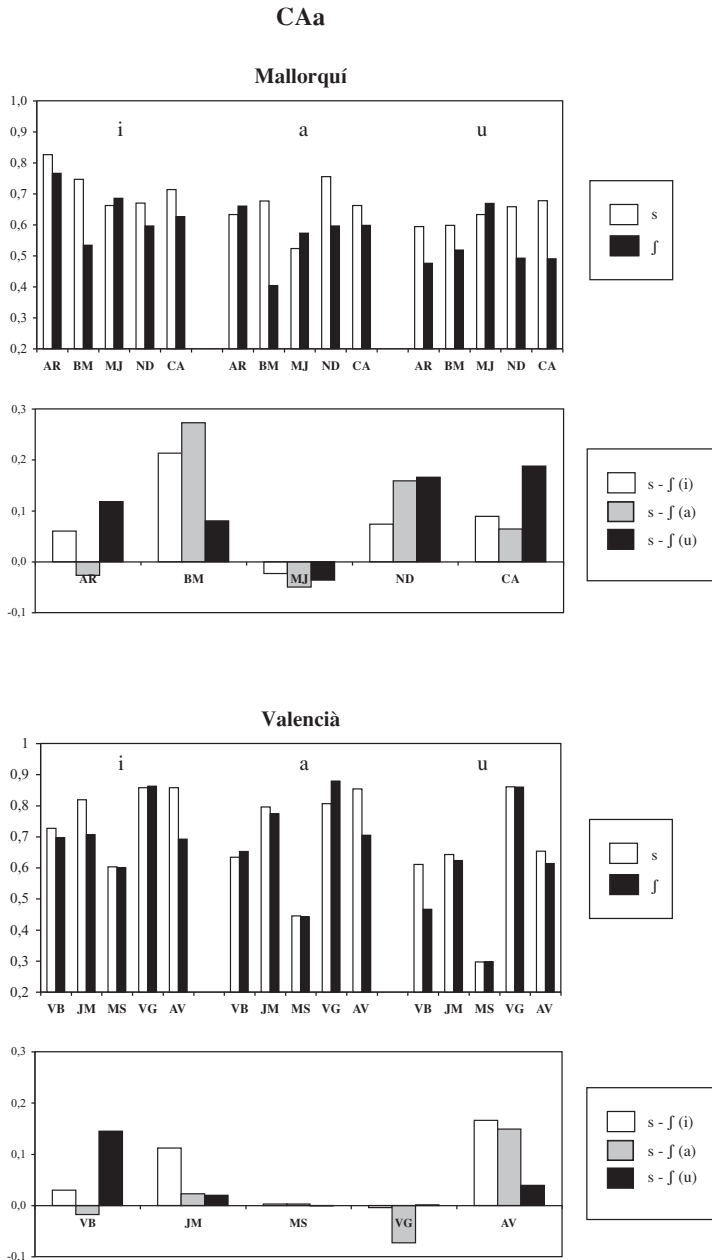 CAa
Mallorquí
1,0
0,9
0,8
0,7
0,6
0,5
0,4
0,3
0,2
i a u
AR BM MJ ND CA AR BM MJ ND CA AR BM MJ ND CA
s
ʃ
0,3
0,2
0,1
0,0
-0,1
AR BM MJ ND CA
s - ʃ (i)
s - ʃ (a)
s - ʃ (u)
Valencià
1
0,9
0,8
0,7
0,6
0,5
0,4
0,3
0,2
i a u
VB JM MS VG AV VB JM MS VG AV VB JM MS VG AV
s
ʃ
0,3
0,2
0,1
0,0
-0,1
VB JM MS VG AV
s - ʃ (i)
s - ʃ (a)
s - ʃ (u)